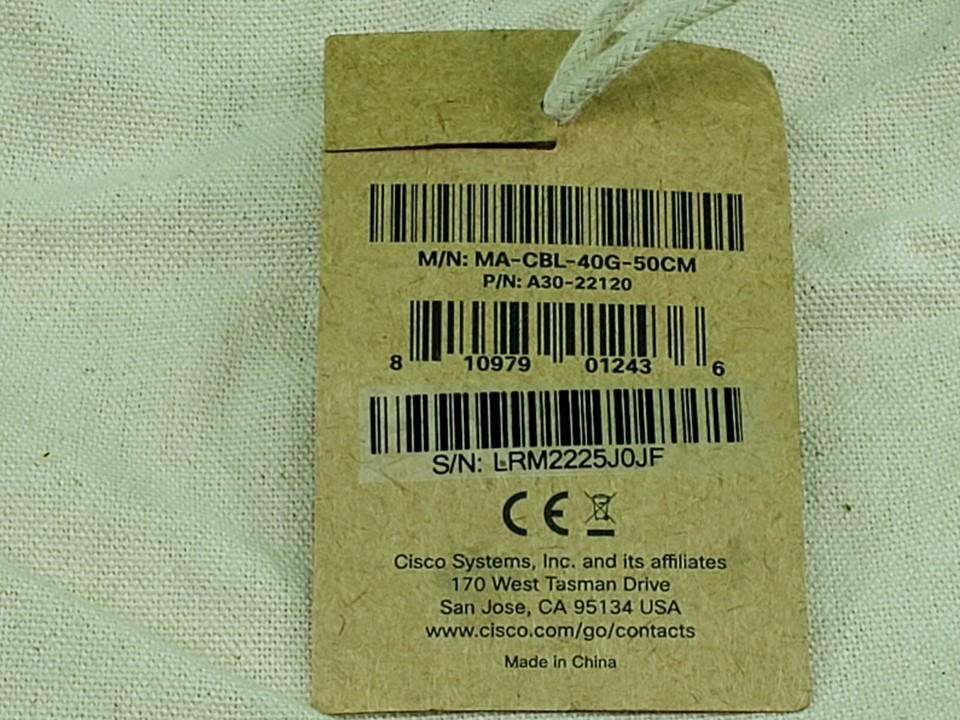 M/N: MA-CBL-40G-50CM
P/N: A30-22120
8 10979 01243 6
S/N: LRM2225J0JF
CE
Cisco Systems, Inc. and its affiliates
170 West Tasman Drive
San Jose, CA 95134 USA
www.cisco.com/go/contacts
Made in China